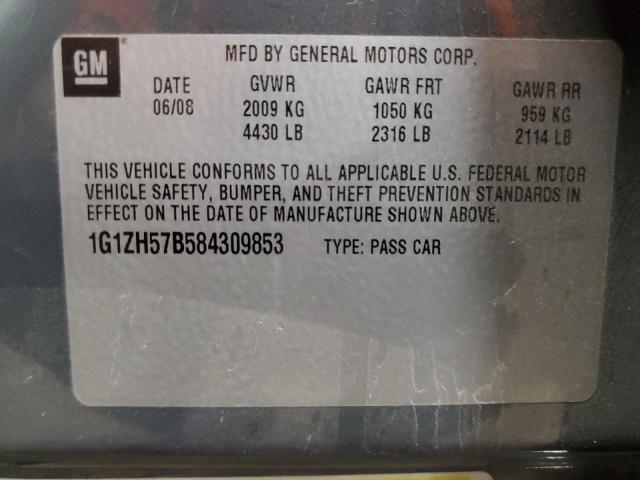 GM
MFD BY GENERAL MOTORS CORP.
DATE GVWR GAWR FRT GAWR RR
06/08 2009 KG 1050 KG 959 KG
4430 LB 2316 LB 2114 LB
THIS VEHICLE CONFORMS TO ALL APPLICABLE U.S. FEDERAL MOTOR
VEHICLE SAFETY, BUMPER, AND THEFT PREVENTION STANDARDS IN
EFFECT ON THE DATE OF MANUFACTURE SHOWN ABOVE.
1G1ZH57B584309853 TYPE: PASS CAR